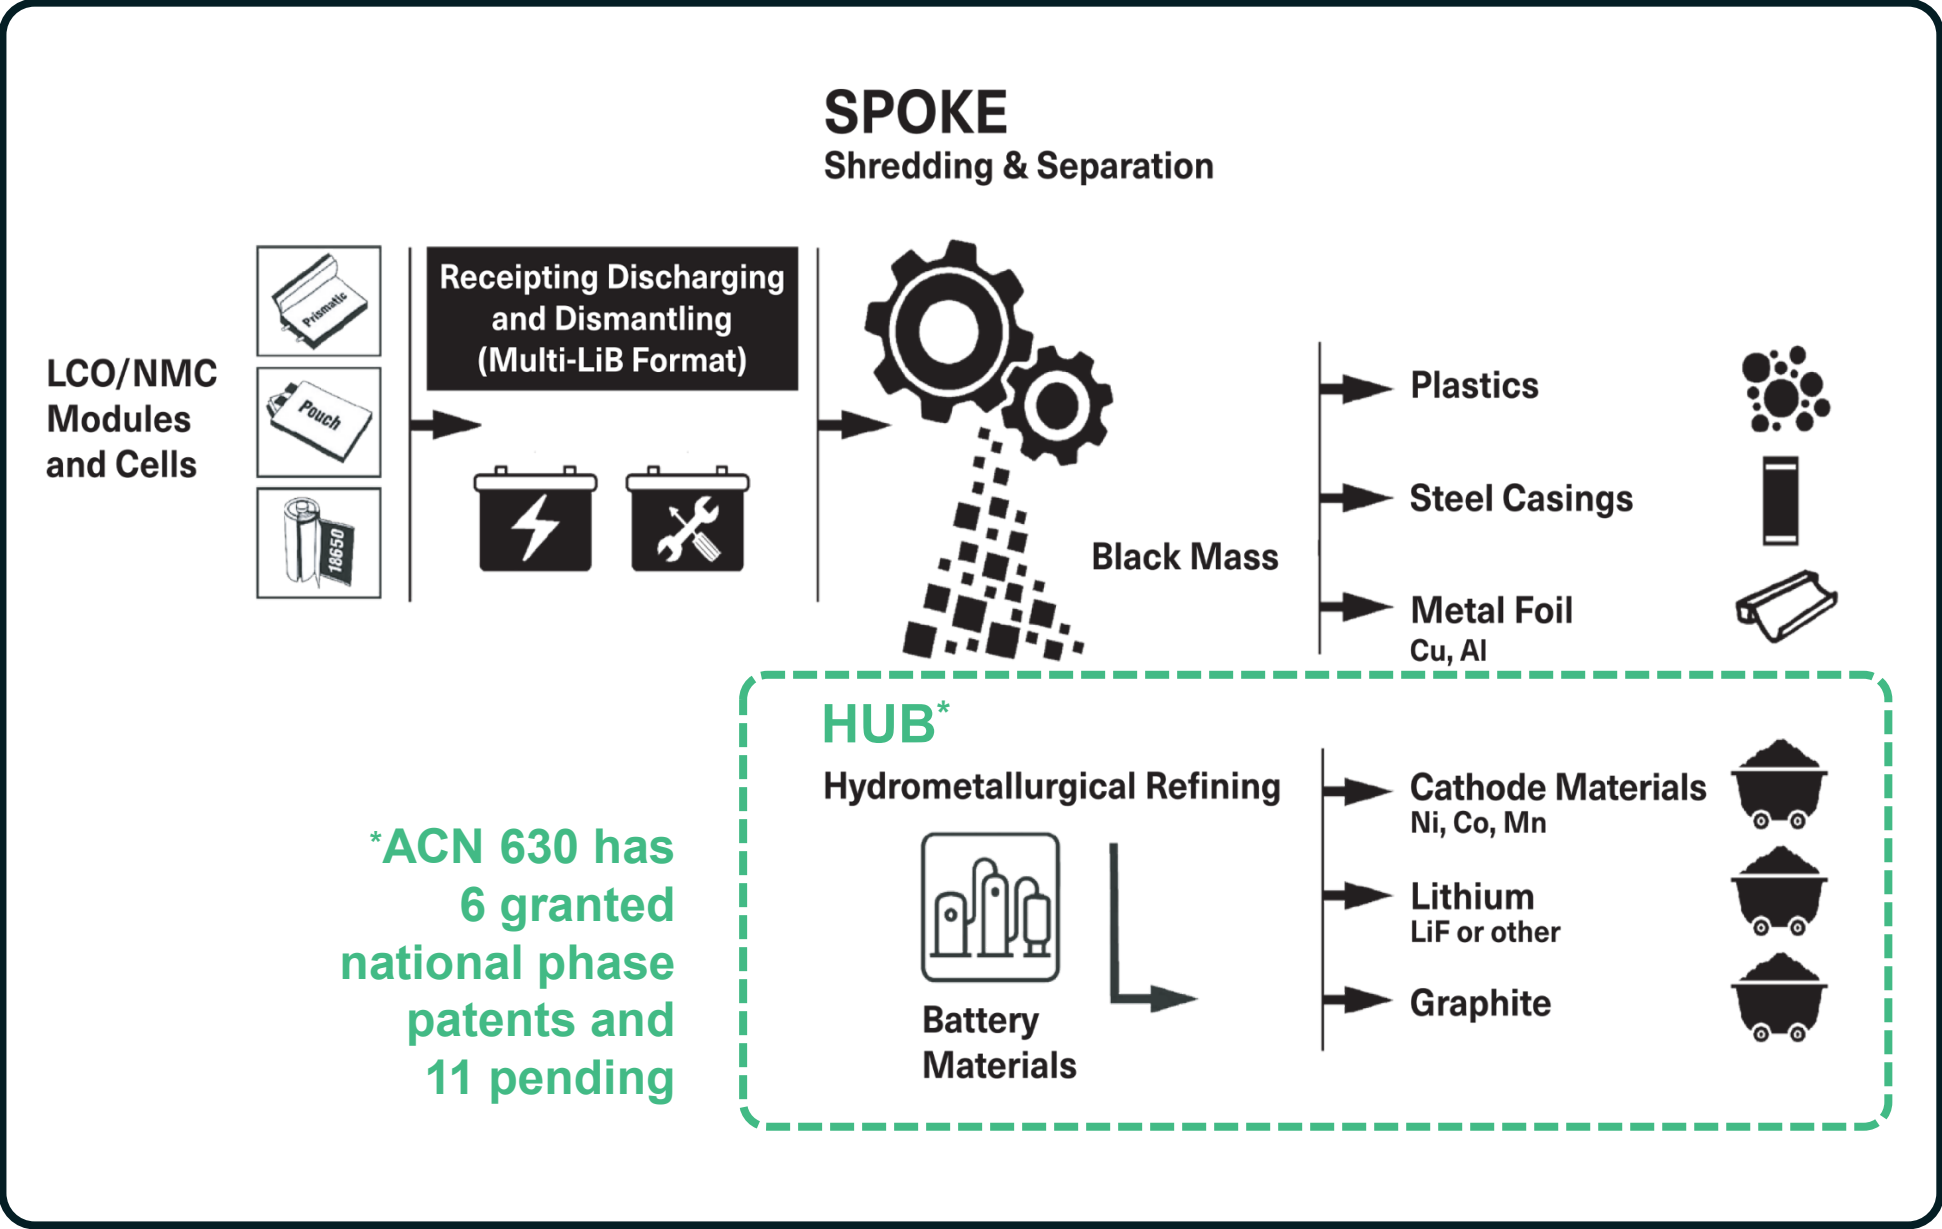 SPOKE
Shredding & Separation
LCO/NMC
Modules
and Cells
Prismatic
Pouch
18650
Receipting Discharging
and Dismantling
(Multi-LiB Format)
Black Mass
Plastics
Steel Casings
Metal Foil
Cu, Al
HUB*
Hydrometallurgical Refining
Battery
Materials
Cathode Materials
Ni, Co, Mn
Lithium
LiF or other
Graphite
*ACN 630 has
6 granted
national phase
patents and
11 pending